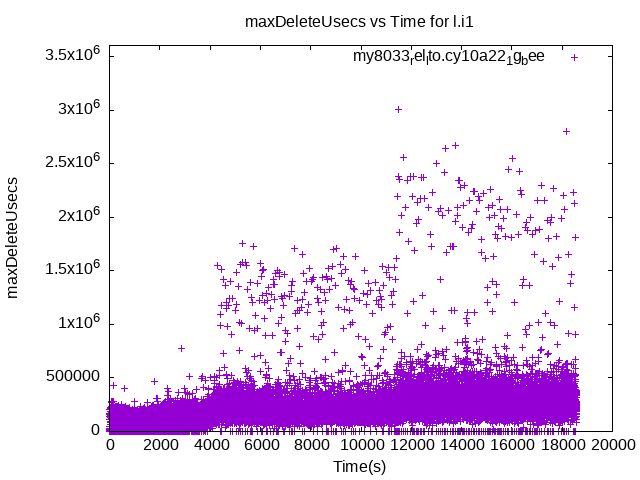 maxDeleteUsecs vs Time for l.i1
my8033_rel_lto.cy10a22_1g_bee
3.5x10^6
3x10^6
2.5x10^6
2x10^6
1.5x10^6
1x10^6
500000
0
maxDeleteUsecs
0 2000 4000 6000 8000 10000 12000 14000 16000 18000 20000
Time(s)